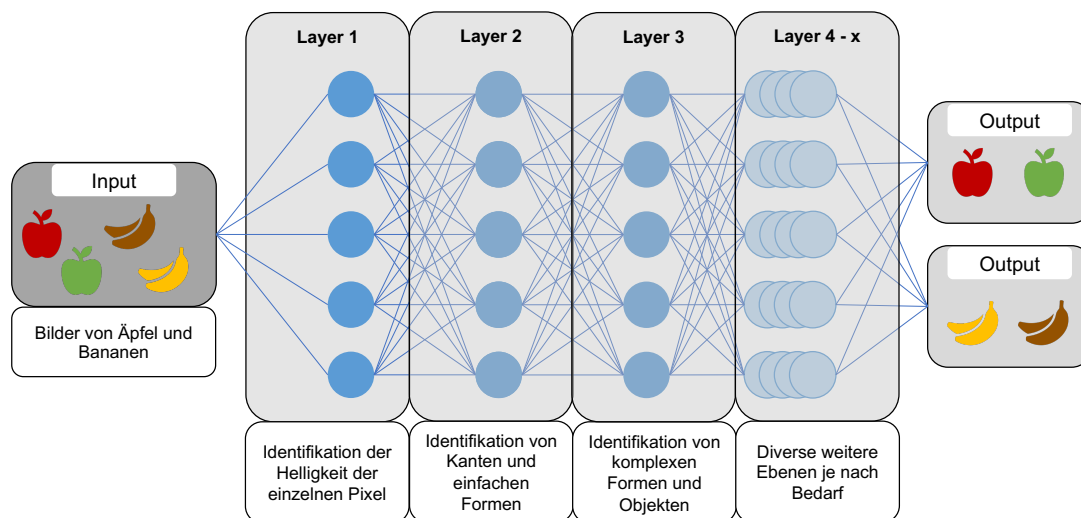 Layer 1
Layer 2
Layer 3
Layer 4 - x
Input
Output
Output
Bilder von Äpfel und
Bananen
Identifikation der
Helligkeit der
einzelnen Pixel
Identifikation von
Kanten und
einfachen
Formen
Identifikation von
komplexen
Formen und
Objekten
Diverse weitere
Ebenen je nach
Bedarf